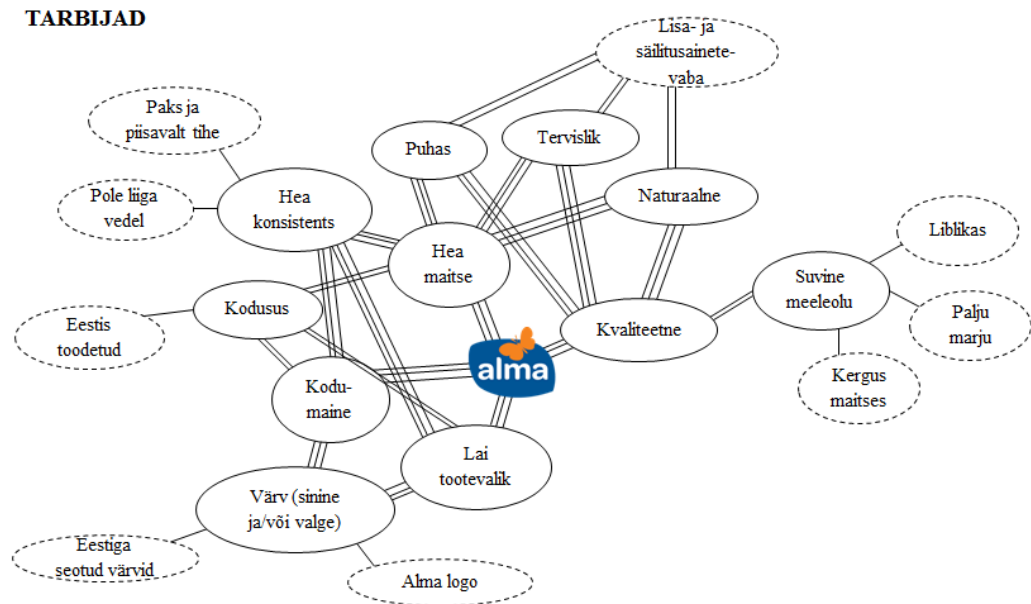 TARBIJAD
Lisa- ja
säilitusainete-
vaba
Paks ja
piisavalt tihe
Puhas
Tervislik
Pole liiga
vedel
Hea
konsistents
Naturaalne
Hea
maitse
Liblikas
Suvine
meeleolu
Kodusus
Eestis
toodetud
Kvaliteetne
Palju
marju
alma
Kergus
maitses
Kodu-
maine
Lai
tootevalik
Värv (sinine
ja/või valge)
Eestiga
seotud värvid
Alma logo